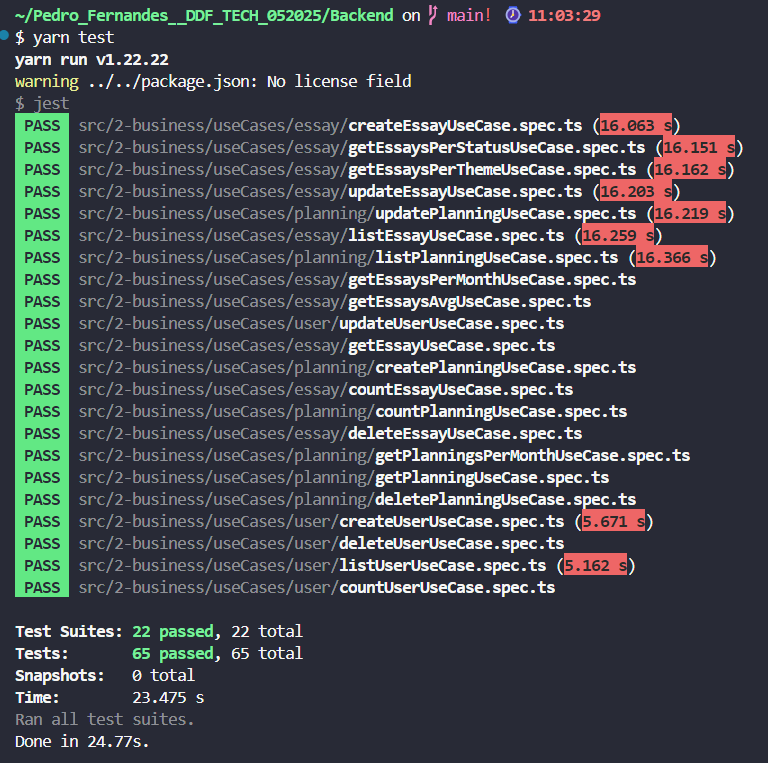 ~/Pedro_Fernandes__DDF_TECH_052025/Backend on main! 11:03:29
$ yarn test
yarn run v1.22.22
warning ../../package.json: No license field
$ jest
PASS src/2-business/useCases/essay/createEssayUseCase.spec.ts (16.063 s)
PASS src/2-business/useCases/essay/getEssaysPerStatusUseCase.spec.ts (16.151 s)
PASS src/2-business/useCases/essay/getEssaysPerThemeUseCase.spec.ts (16.162 s)
PASS src/2-business/useCases/essay/updateEssayUseCase.spec.ts (16.203 s)
PASS src/2-business/useCases/planning/updatePlanningUseCase.spec.ts (16.219 s)
PASS src/2-business/useCases/essay/listEssayUseCase.spec.ts (16.259 s)
PASS src/2-business/useCases/planning/listPlanningUseCase.spec.ts (16.366 s)
PASS src/2-business/useCases/essay/getEssaysPerMonthUseCase.spec.ts
PASS src/2-business/useCases/essay/getEssaysAvgUseCase.spec.ts
PASS src/2-business/useCases/user/updateUserUseCase.spec.ts
PASS src/2-business/useCases/essay/getEssayUseCase.spec.ts
PASS src/2-business/useCases/planning/createPlanningUseCase.spec.ts
PASS src/2-business/useCases/essay/countEssayUseCase.spec.ts
PASS src/2-business/useCases/planning/countPlanningUseCase.spec.ts
PASS src/2-business/useCases/essay/deleteEssayUseCase.spec.ts
PASS src/2-business/useCases/planning/getPlanningsPerMonthUseCase.spec.ts
PASS src/2-business/useCases/planning/getPlanningUseCase.spec.ts
PASS src/2-business/useCases/planning/deletePlanningUseCase.spec.ts
PASS src/2-business/useCases/user/createUserUseCase.spec.ts (5.671 s)
PASS src/2-business/useCases/user/deleteUserUseCase.spec.ts
PASS src/2-business/useCases/user/listUserUseCase.spec.ts (5.162 s)
PASS src/2-business/useCases/user/countUserUseCase.spec.ts
Test Suites: 22 passed, 22 total
Tests: 65 passed, 65 total
Snapshots: 0 total
Time: 23.475 s
Ran all test suites.
Done in 24.77s.